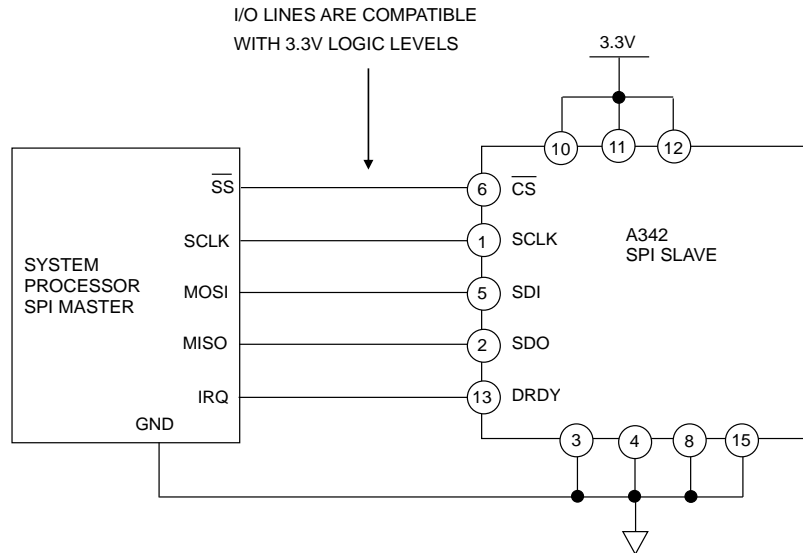 I/O LINES ARE COMPATIBLE
WITH 3.3V LOGIC LEVELS
3.3V
10
11
12
SS
6
CS
SCLK
1
SCLK
A342
SPI SLAVE
SYSTEM
PROCESSOR
SPI MASTER
MOSI
5
SDI
MISO
2
SDO
IRQ
13
DRDY
GND
3
4
8
15